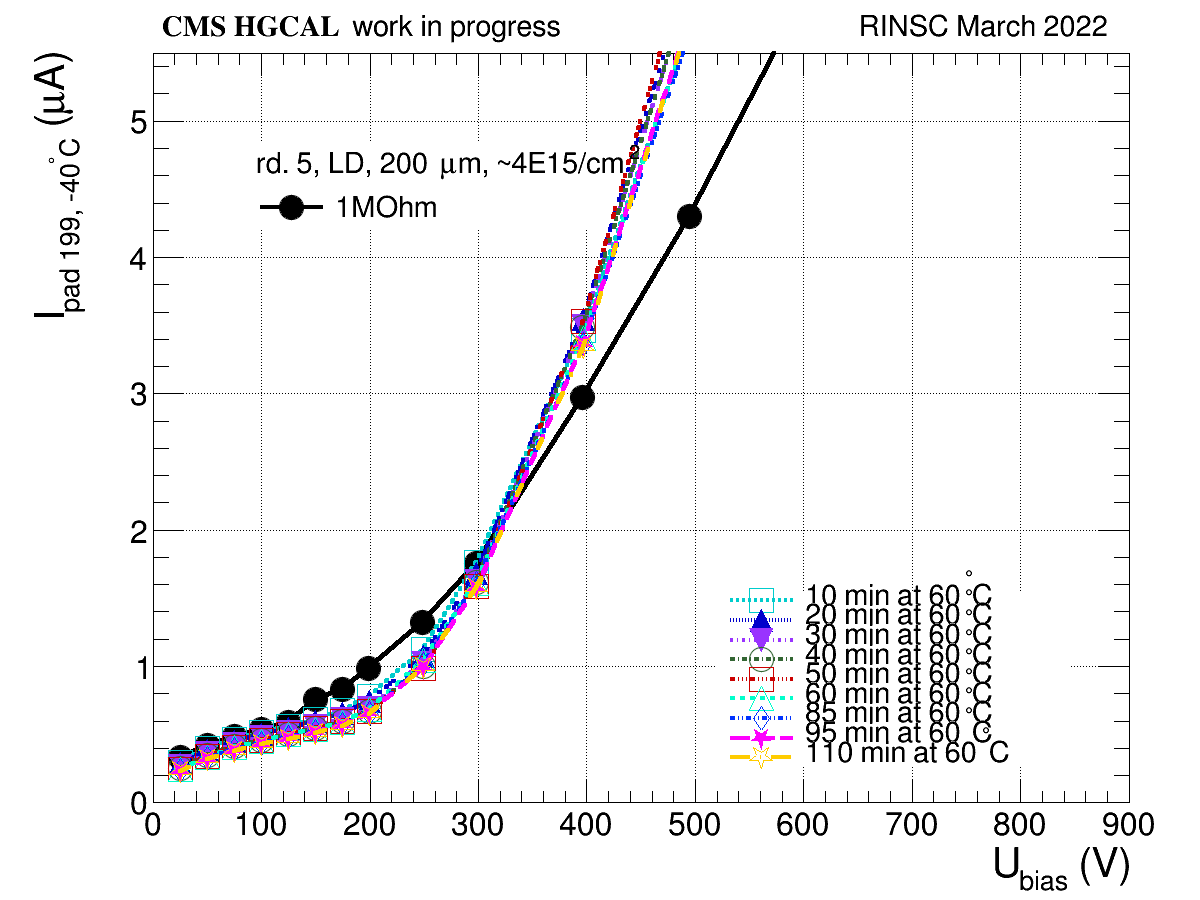 CMS HGCAL work in progress RINSC March 2022
I pad 199, -40°C (μA)
5
4
3
2
1
0
rd. 5, LD, 200 μm, ~4E15/cm²
1MOhm
10 min at 60°C
20 min at 60°C
30 min at 60°C
40 min at 60°C
50 min at 60°C
60 min at 60°C
85 min at 60°C
95 min at 60°C
110 min at 60°C
0 100 200 300 400 500 600 700 800 900
U bias (V)